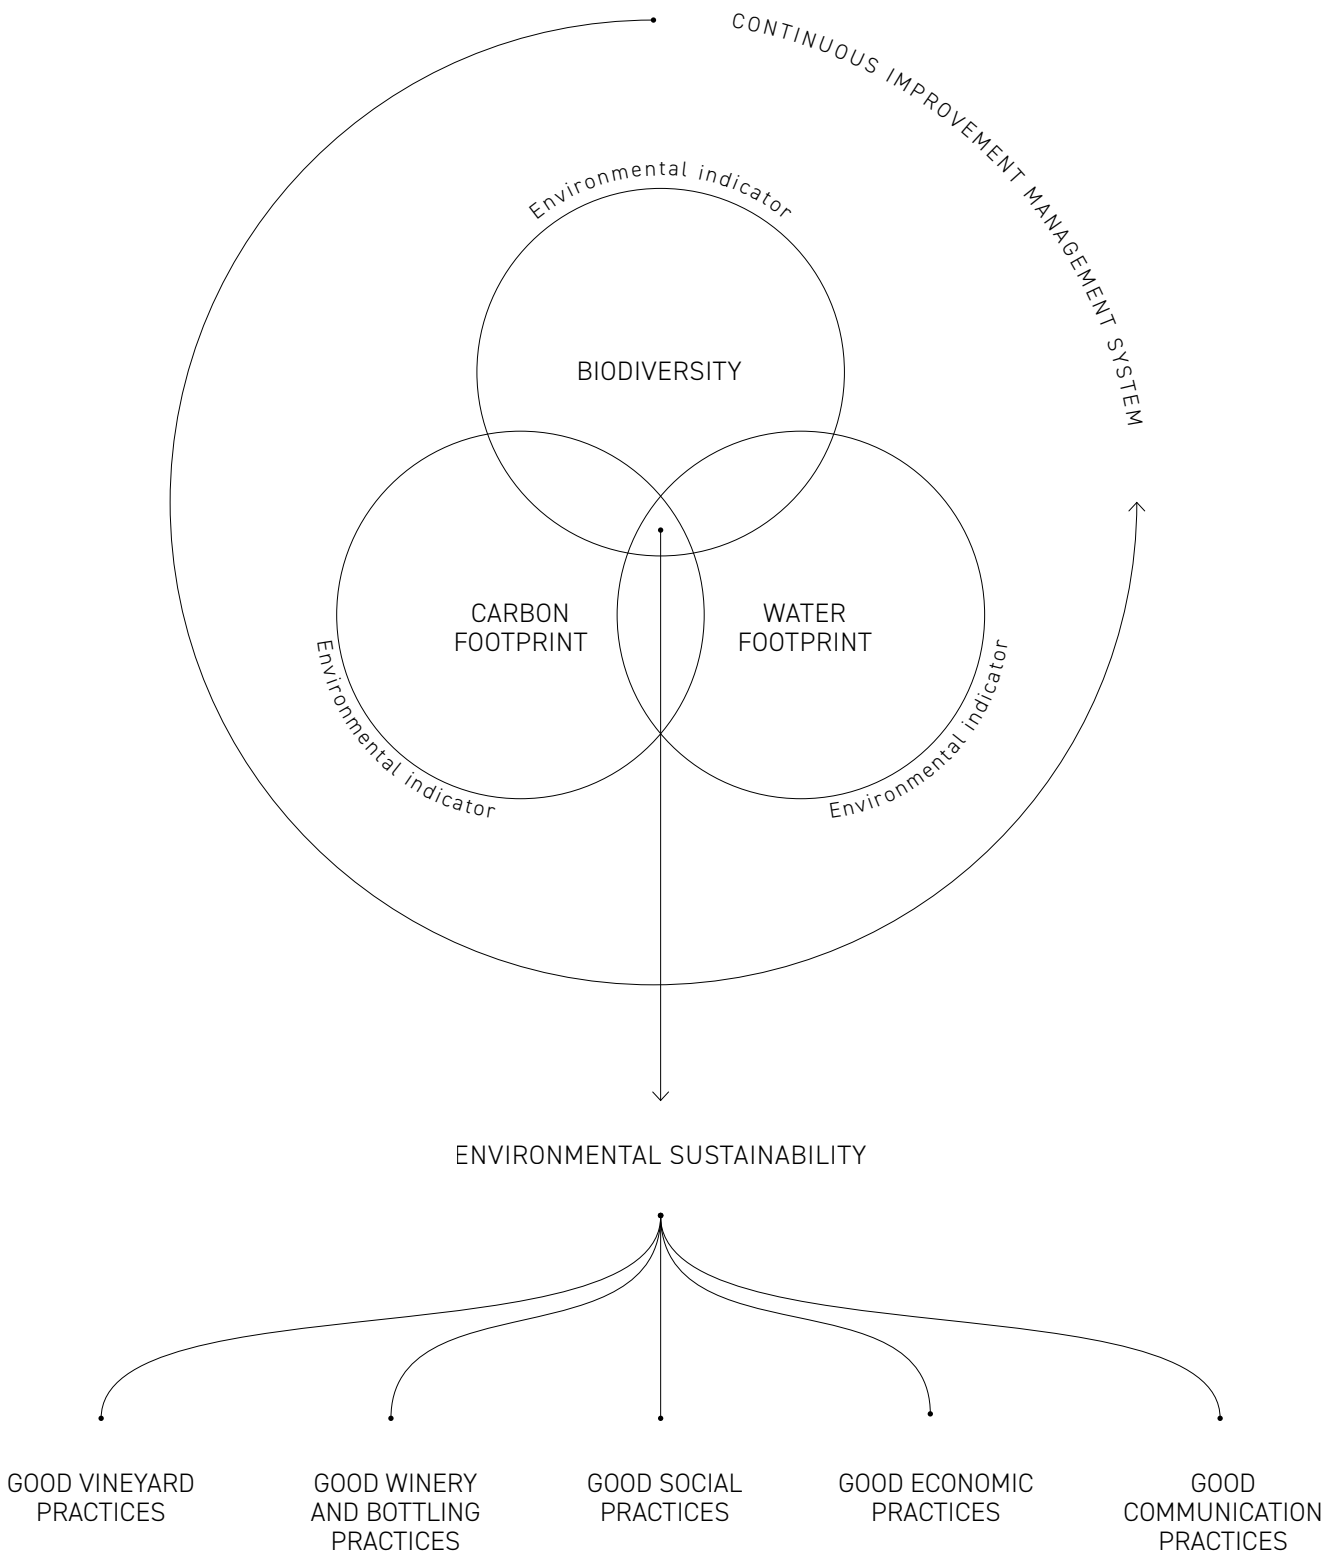 CONTINUOUS IMPROVEMENT MANAGEMENT SYSTEM
Environmental indicator
BIODIVERSITY
CARBON
FOOTPRINT
Environmental indicator
WATER
FOOTPRINT
Environmental indicator
ENVIRONMENTAL SUSTAINABILITY
GOOD VINEYARD
PRACTICES
GOOD WINERY
AND BOTTLING
PRACTICES
GOOD SOCIAL
PRACTICES
GOOD ECONOMIC
PRACTICES
GOOD
COMMUNICATION
PRACTICES